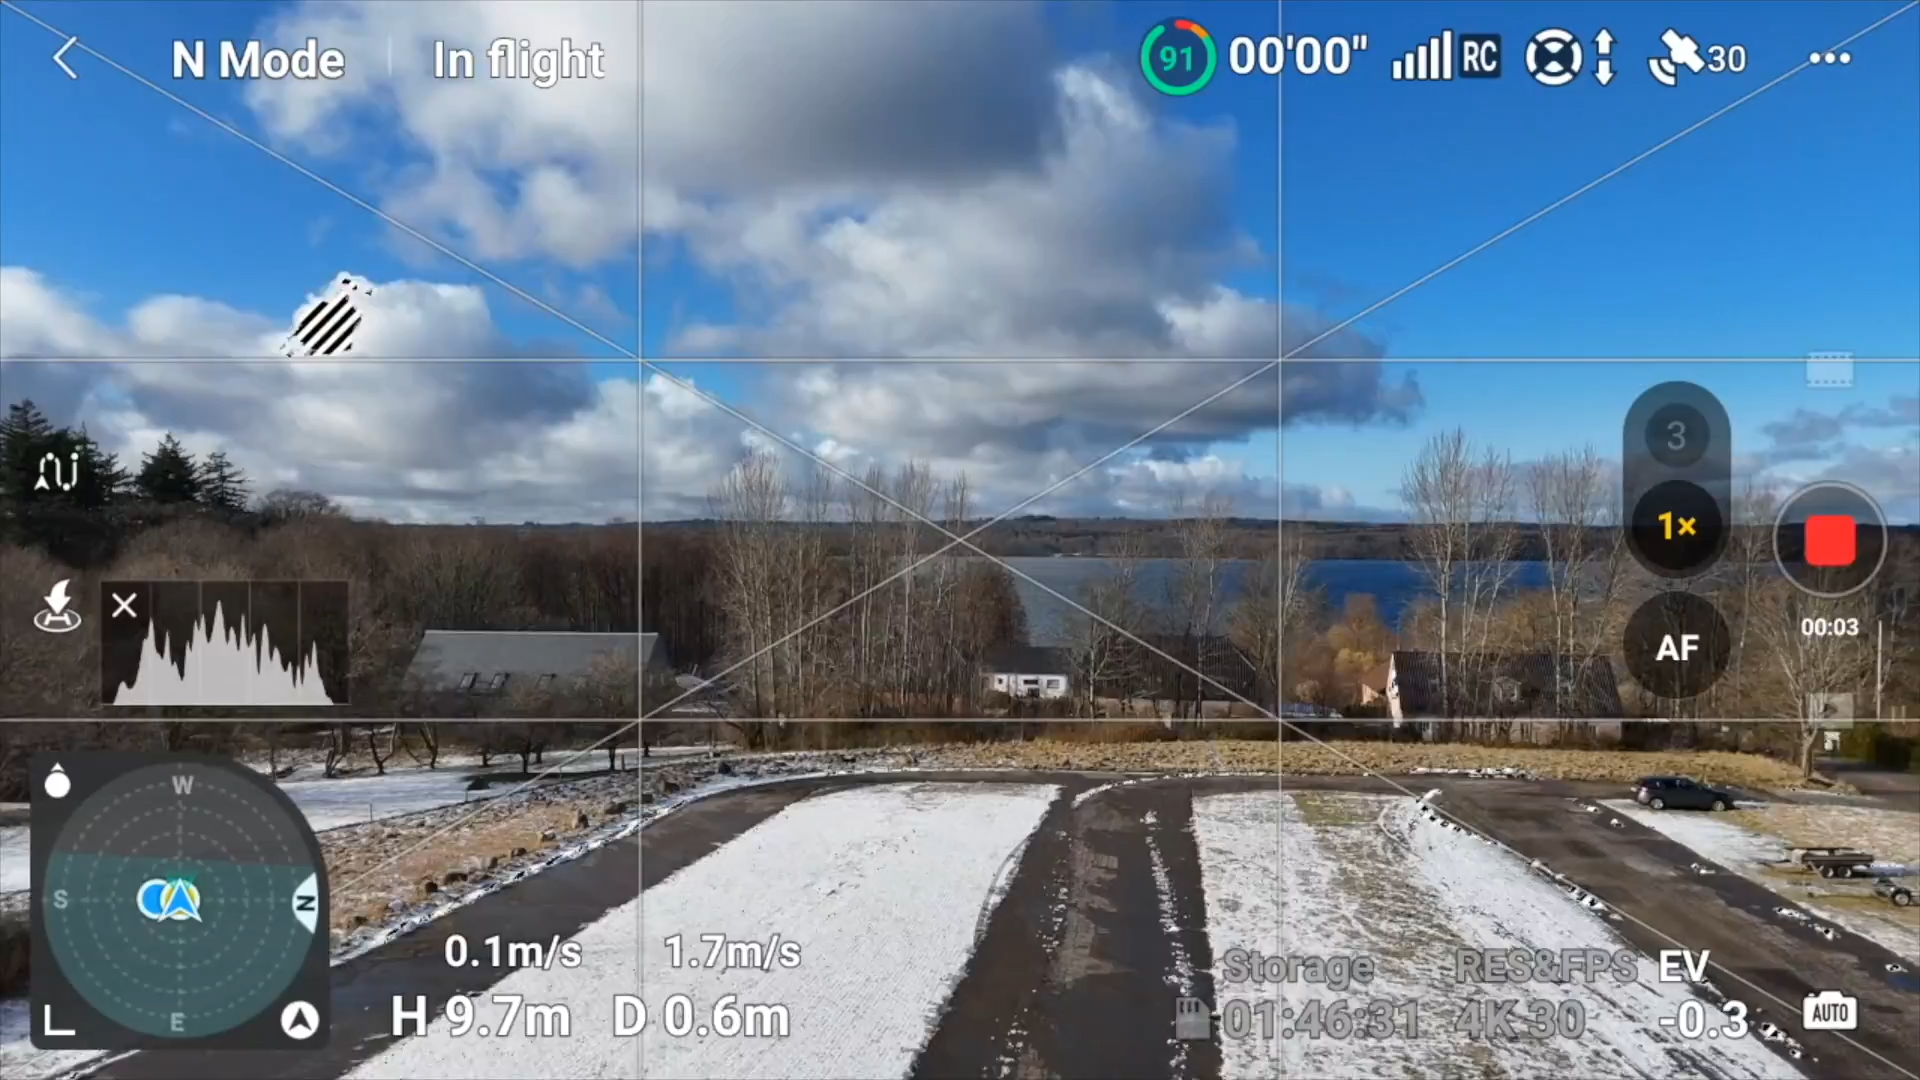 N Mode In flight 91 00'00" RC 30
3
1×
AF
00:03
W
S N
E
0.1m/s 1.7m/s
H 9.7m D 0.6m
Storage RES&FPS EV
01:46:31 4K 30 -0.3
AUTO